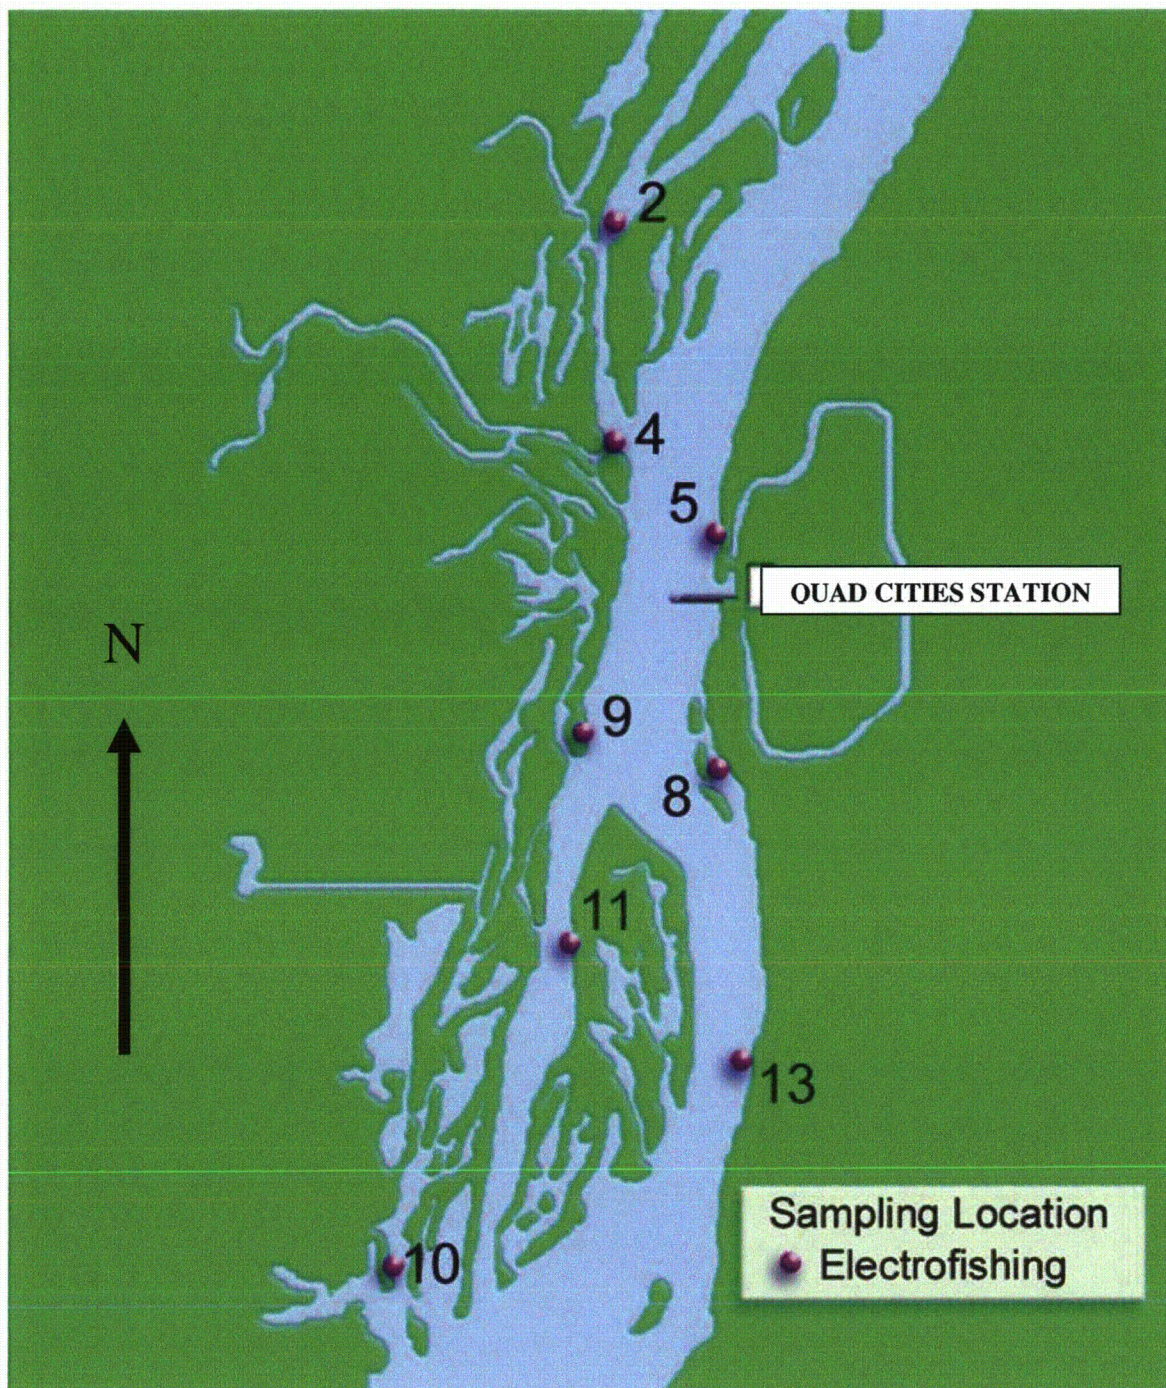 2
4
5
QUAD CITIES STATION
N
9
8
11
13
Sampling Location
Electrofishing
10